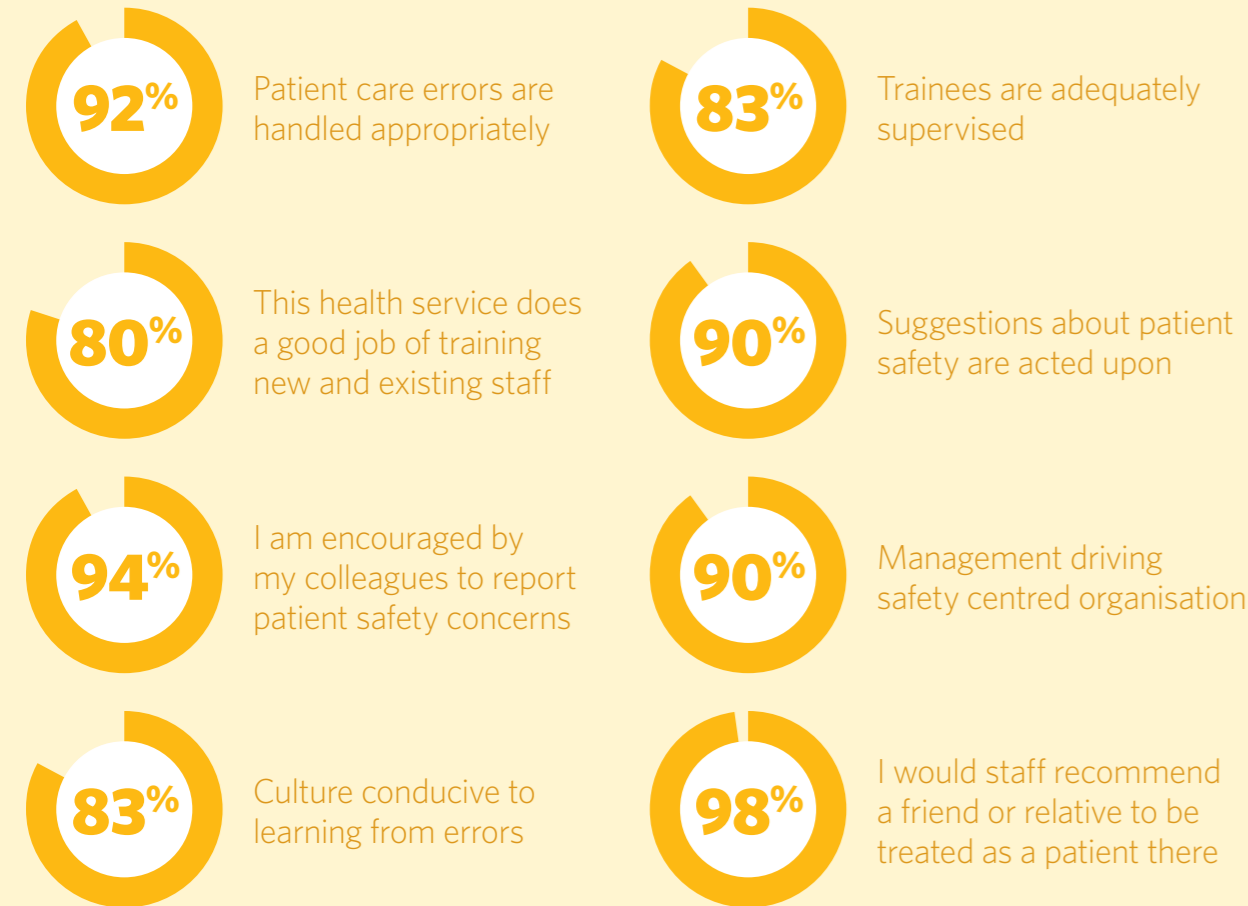 92%
Patient care errors are
handled appropriately
83%
Trainees are adequately
supervised
80%
This health service does
a good job of training
new and existing staff
90%
Suggestions about patient
safety are acted upon
94%
I am encouraged by
my colleagues to report
patient safety concerns
90%
Management driving
safety centred organisation
83%
Culture conducive to
learning from errors
98%
I would staff recommend
a friend or relative to be
treated as a patient there